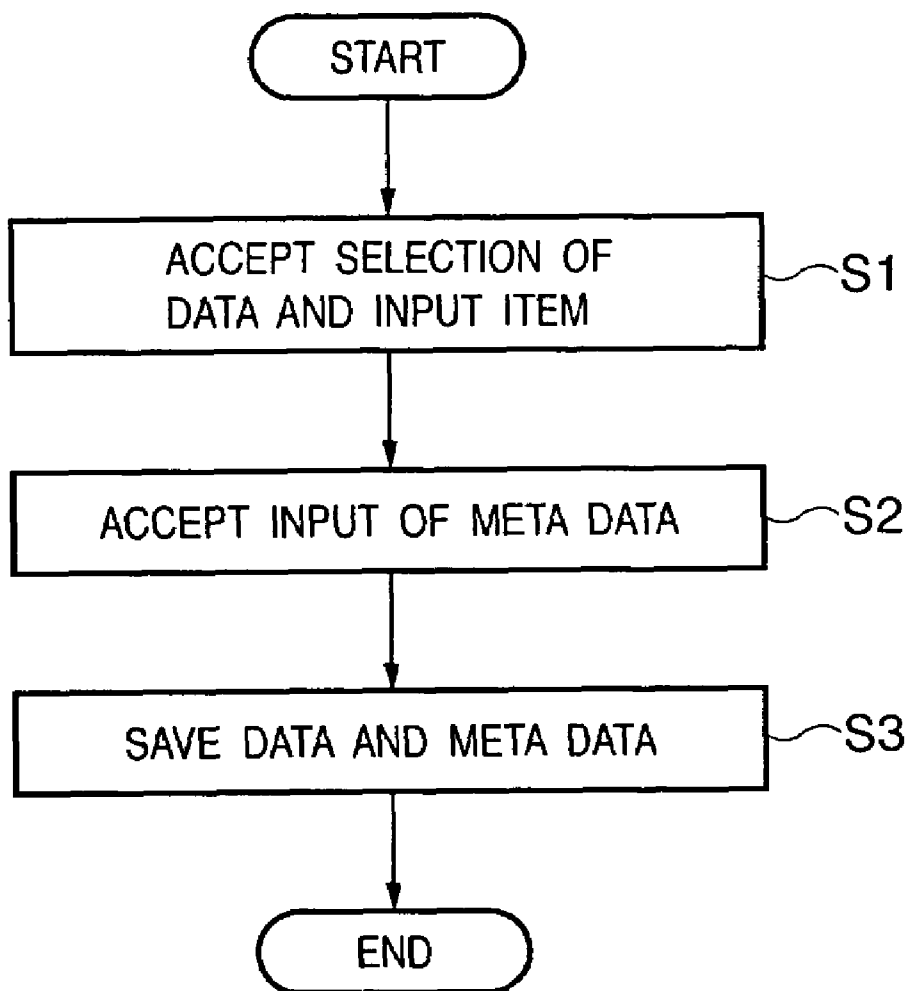 START
ACCEPT SELECTION OF
DATA AND INPUT ITEM
S1
ACCEPT INPUT OF META DATA
S2
SAVE DATA AND META DATA
S3
END